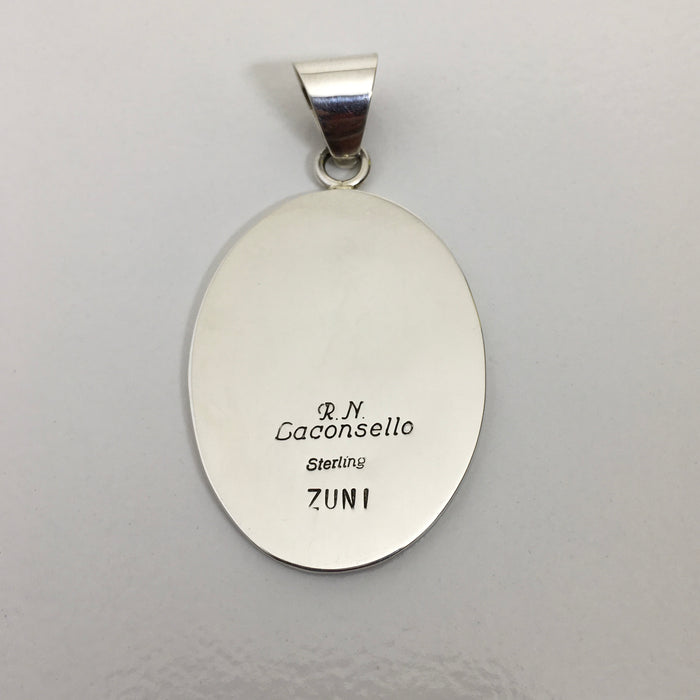 R.N.
Laconsello
Sterling
ZUNI